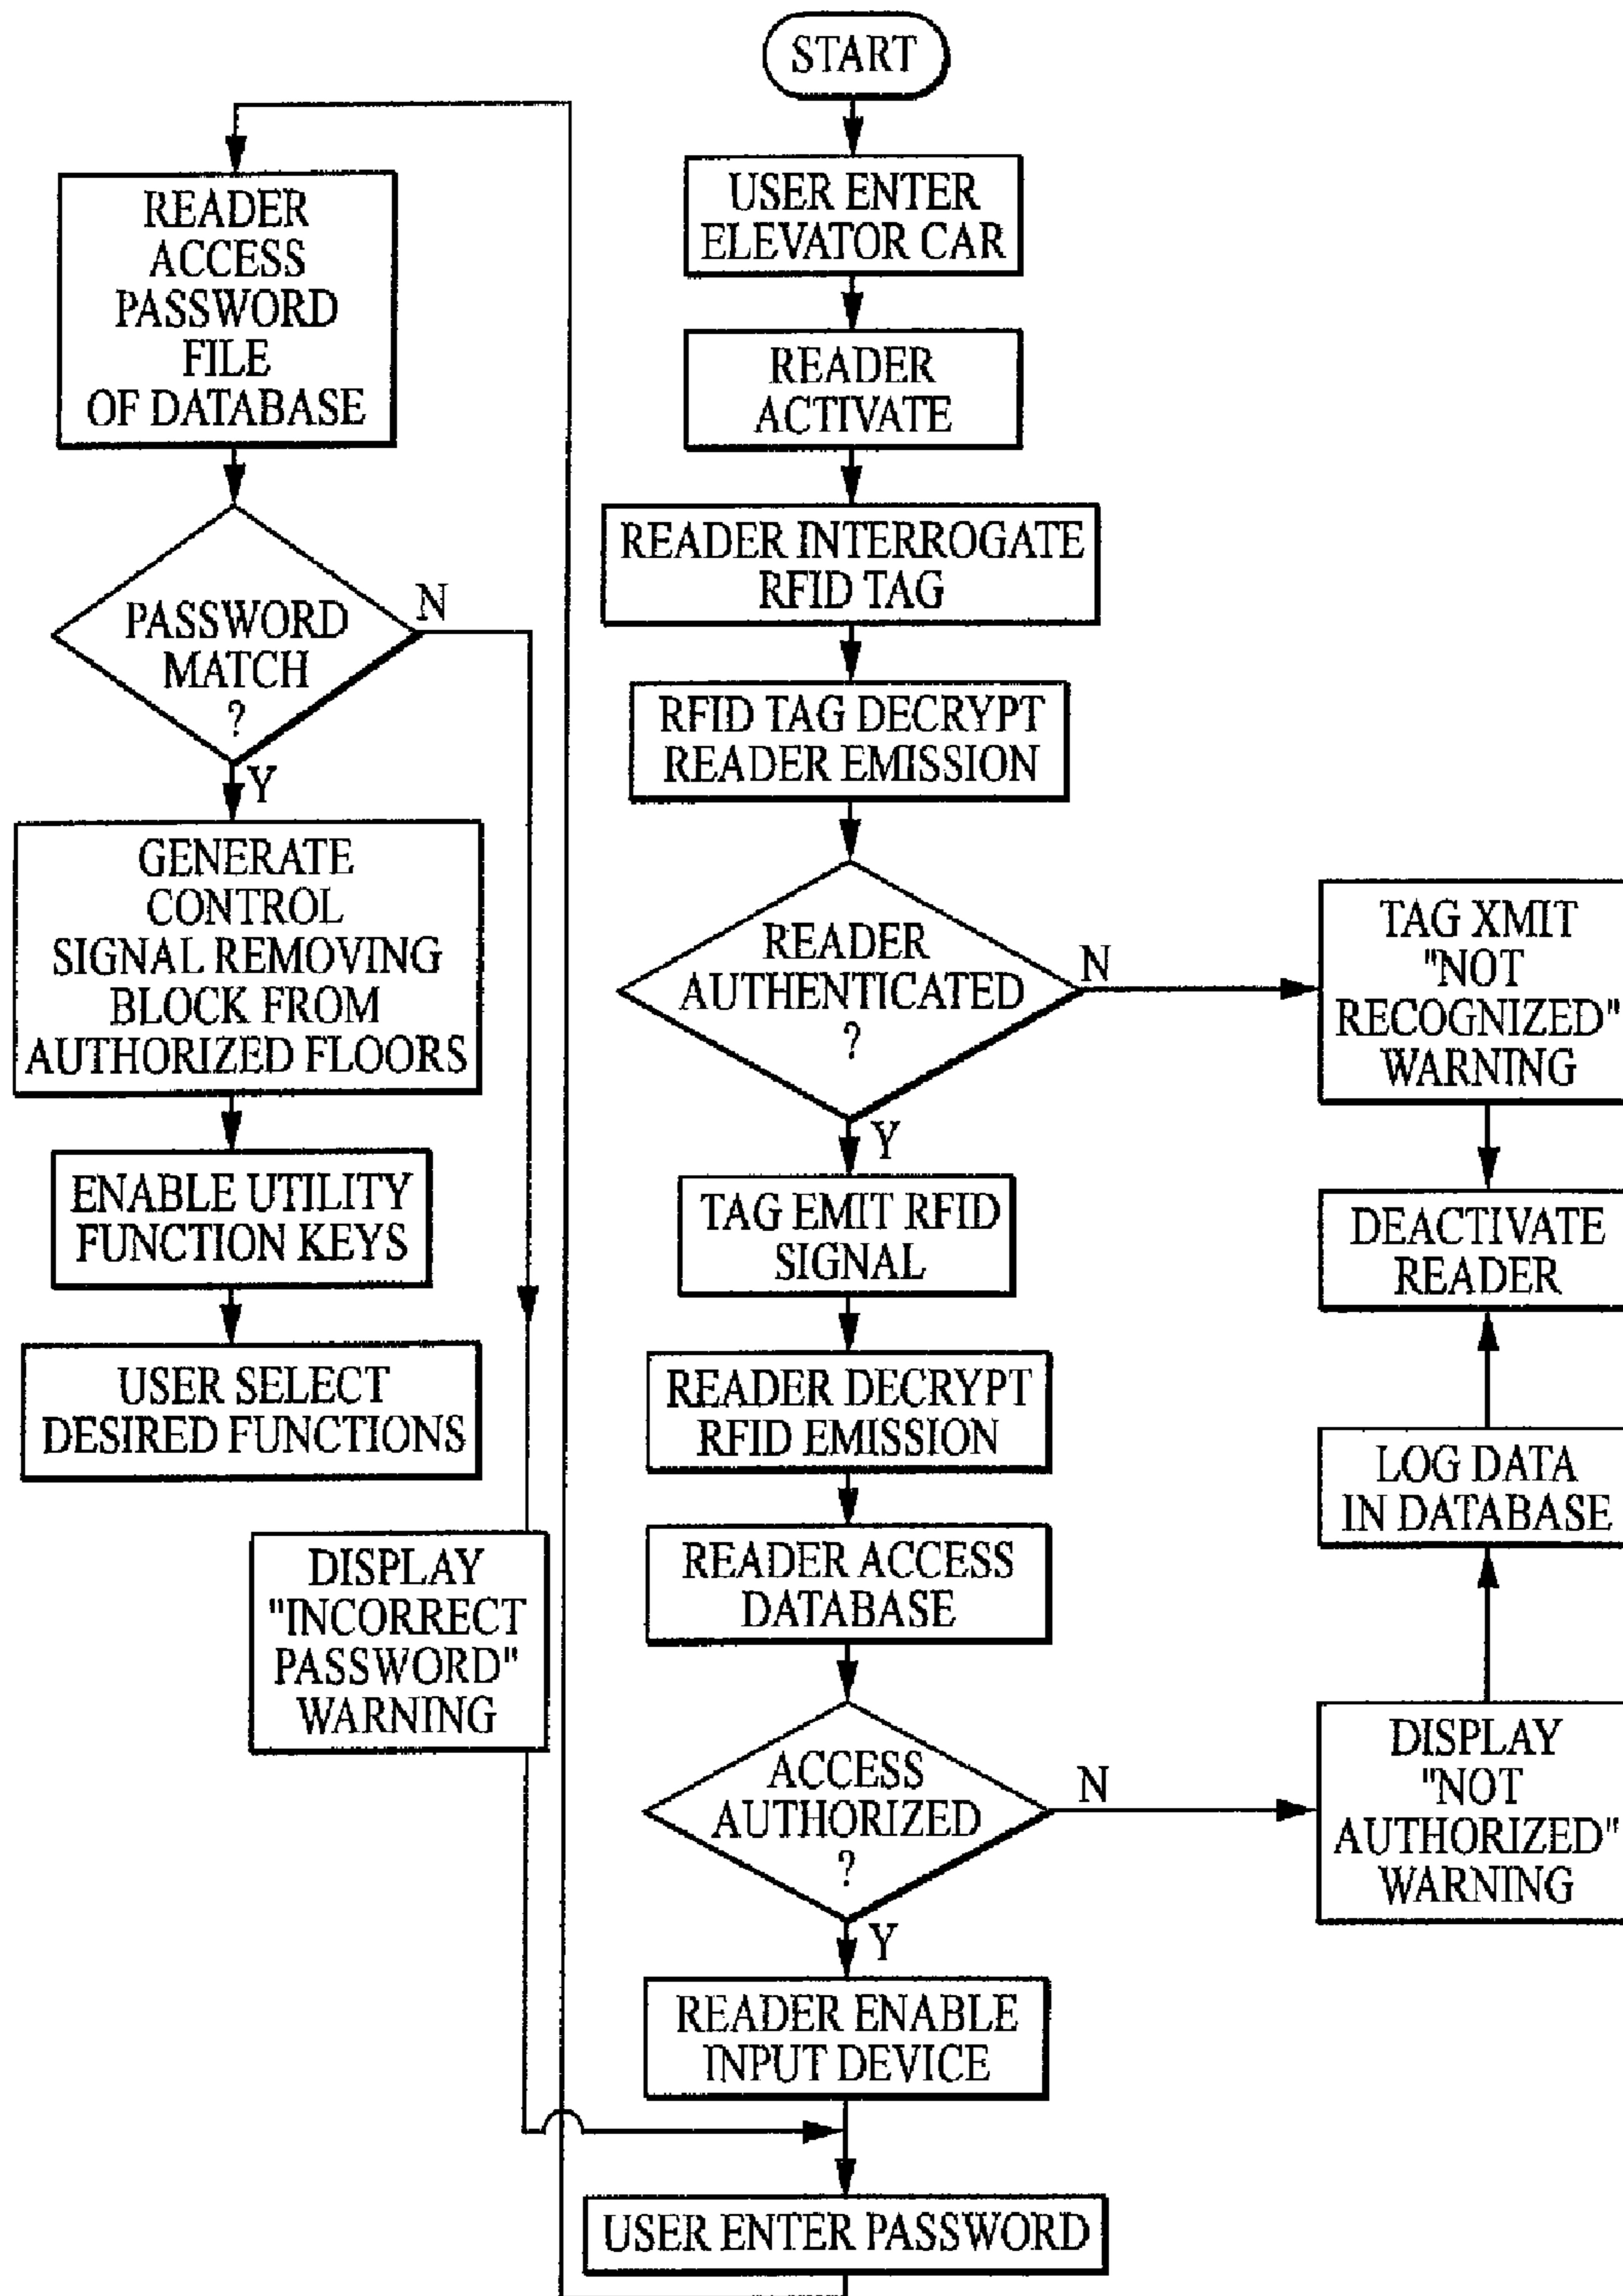 START
USER ENTER
ELEVATOR CAR
READER
ACTIVATE
READER INTERROGATE
RFID TAG
RFID TAG DECRYPT
READER EMISSION
READER
AUTHENTICATED
?
N
Y
TAG XMIT
"NOT
RECOGNIZED"
WARNING
DEACTIVATE
READER
TAG EMIT RFID
SIGNAL
READER DECRYPT
RFID EMISSION
READER ACCESS
DATABASE
ACCESS
AUTHORIZED
?
N
Y
DISPLAY
"NOT
AUTHORIZED"
WARNING
LOG DATA
IN DATABASE
READER ENABLE
INPUT DEVICE
USER ENTER PASSWORD
READER
ACCESS
PASSWORD
FILE
OF DATABASE
PASSWORD
MATCH
?
N
Y
GENERATE
CONTROL
SIGNAL REMOVING
BLOCK FROM
AUTHORIZED FLOORS
ENABLE UTILITY
FUNCTION KEYS
USER SELECT
DESIRED FUNCTIONS
DISPLAY
"INCORRECT
PASSWORD"
WARNING